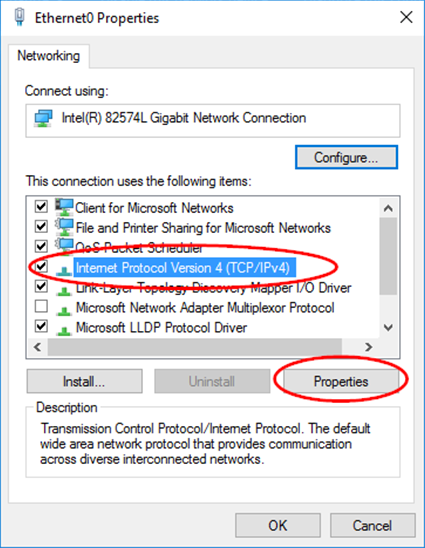 Ethernet0 Properties
Networking
Connect using:
Intel(R) 82574L Gigabit Network Connection
Configure...
This connection uses the following items:
Client for Microsoft Networks
File and Printer Sharing for Microsoft Networks
QoS Packet Scheduler
Internet Protocol Version 4 (TCP/IPv4)
Link-Layer Topology Discovery Mapper I/O Driver
Microsoft Network Adapter Multiplexor Protocol
Microsoft LLDP Protocol Driver
Install...
Uninstall
Properties
Description
Transmission Control Protocol/Internet Protocol. The default
wide area network protocol that provides communication
across diverse interconnected networks.
OK
Cancel